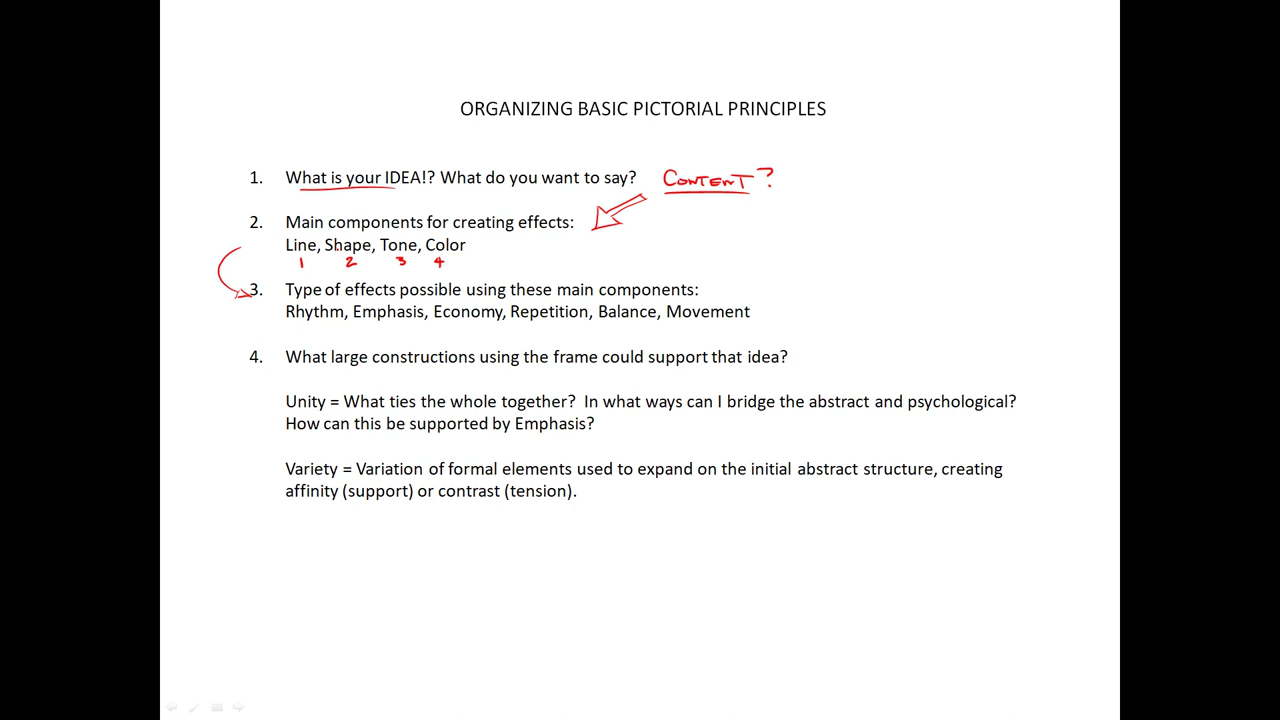 ORGANIZING BASIC PICTORIAL PRINCIPLES
1. What is your IDEA!? What do you want to say? CONTENT?
2. Main components for creating effects:
Line, Shape, Tone, Color
1 2 3 4
3. Type of effects possible using these main components:
Rhythm, Emphasis, Economy, Repetition, Balance, Movement
4. What large constructions using the frame could support that idea?
Unity = What ties the whole together? In what ways can I bridge the abstract and psychological?
How can this be supported by Emphasis?
Variety = Variation of formal elements used to expand on the initial abstract structure, creating
affinity (support) or contrast (tension).